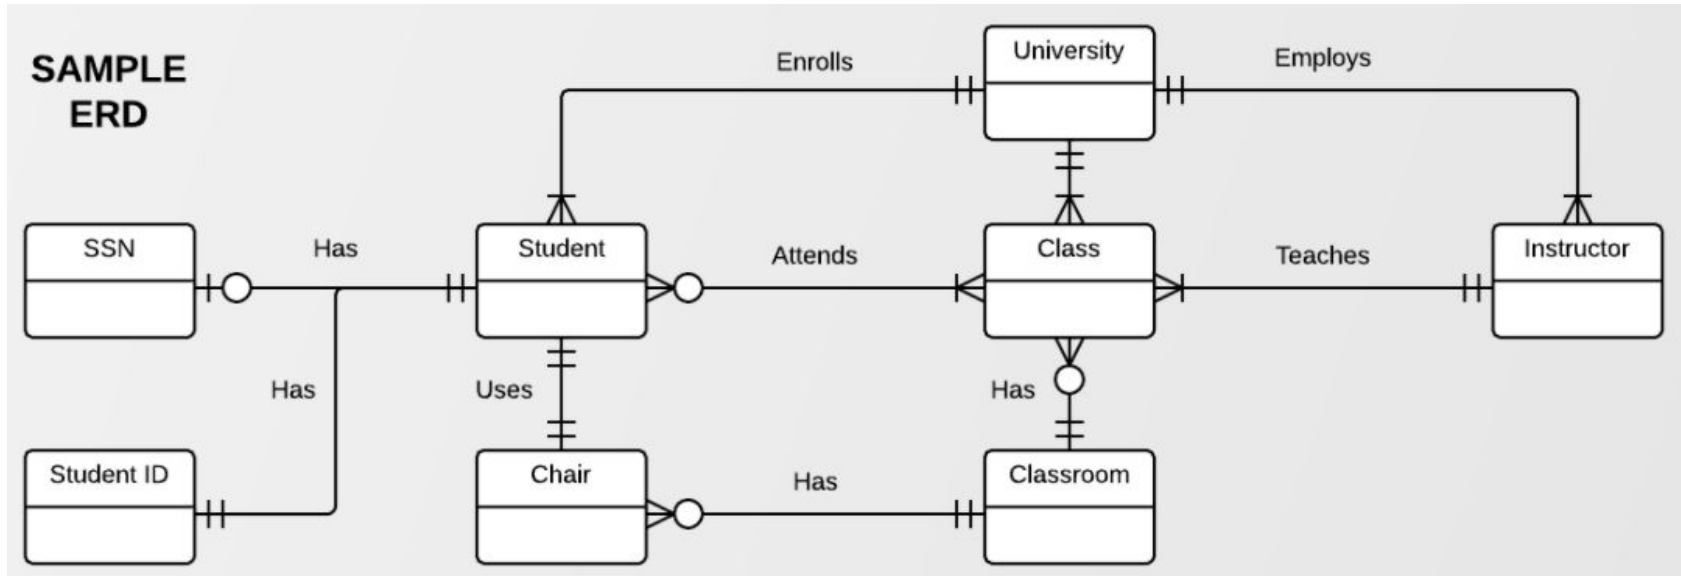 SAMPLE
ERD
Enrolls
University
Employs
SSN
Has
Student
Attends
Class
Teaches
Instructor
Has
Uses
Has
Student ID
Chair
Has
Classroom